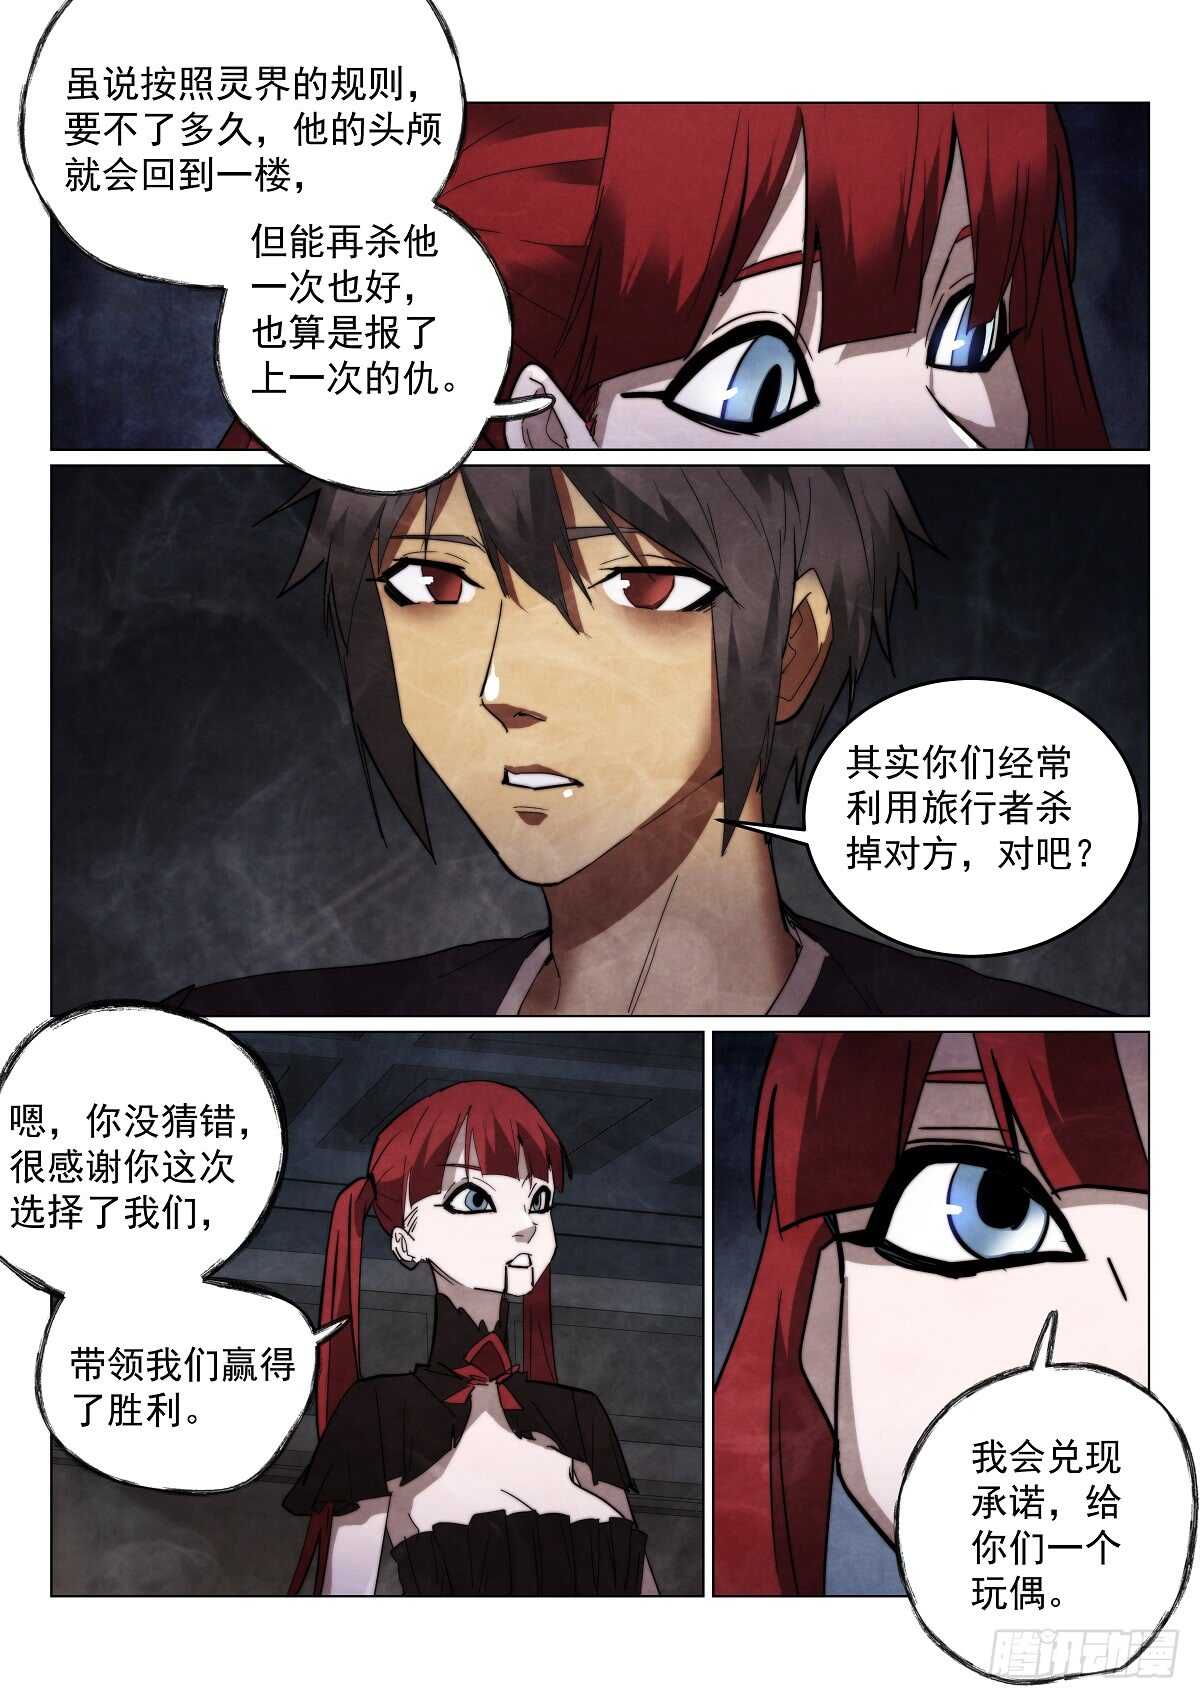 虽说按照灵界的规则，
要不了多久，他的头颅
就会回到一楼，
但能再杀他
一次也好，
也算是报了
上一次的仇。
其实你们经常
利用旅行者杀
掉对方，对吧？
嗯，你没猜错，
很感谢你这次
选择了我们，
带领我们赢得
了胜利。
我会兑现
承诺，给
你们一个
玩偶。
腾讯动漫